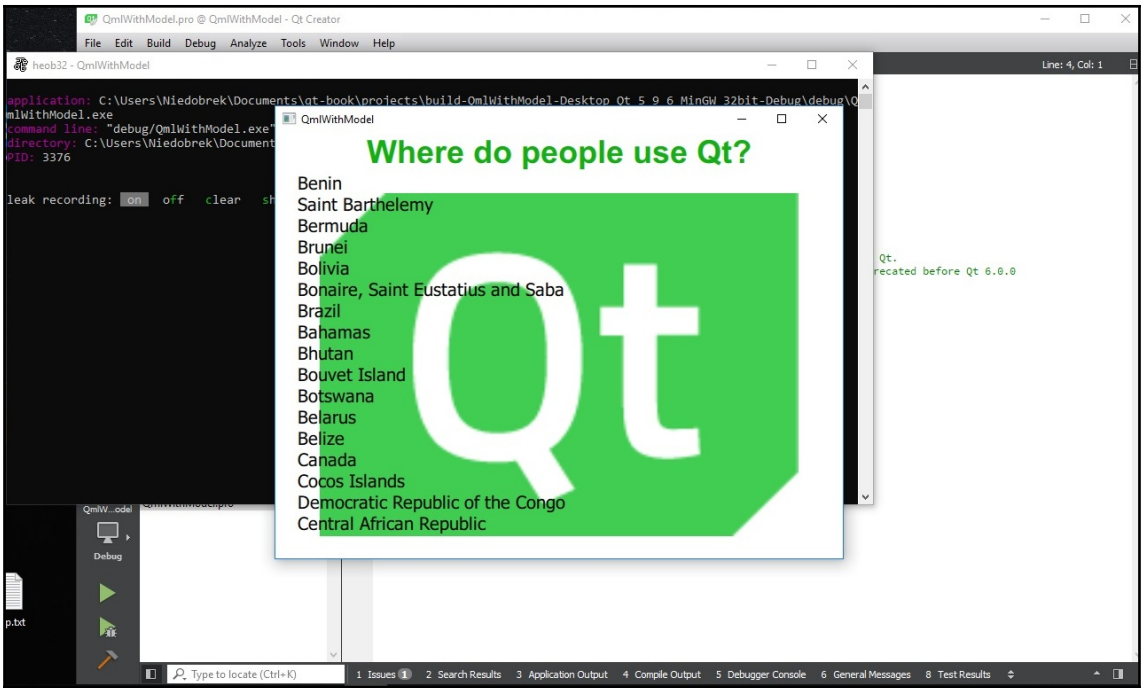 QmlWithModel.pro @ QmlWithModel - Qt Creator
File Edit Build Debug Analyze Tools Window Help
heob32 - QmlWithModel
Line: 4, Col: 1
application: C:\Users\Niedobrek\Documents\qt-book\projects\build-QmlWithModel-Desktop_Qt_5_9_6_MinGW_32bit-Debug\debug\Q
mlWithModel.exe
command line: "debug/QmlWithModel.exe"
directory: C:\Users\Niedobrek\Document
PID: 3376
leak recording: on off clear sh
QmlWithModel
Where do people use Qt?
Benin
Saint Barthelemy
Bermuda
Brunei
Bolivia
Bonaire, Saint Eustatius and Saba
Brazil
Bahamas
Bhutan
Bouvet Island
Botswana
Belarus
Belize
Canada
Cocos Islands
Democratic Republic of the Congo
Central African Republic
Qt
Qt.
recated before Qt 6.0.0
QmlW...odel
Debug
p.txt
Type to locate (Ctrl+K) 1 Issues 1 2 Search Results 3 Application Output 4 Compile Output 5 Debugger Console 6 General Messages 8 Test Results